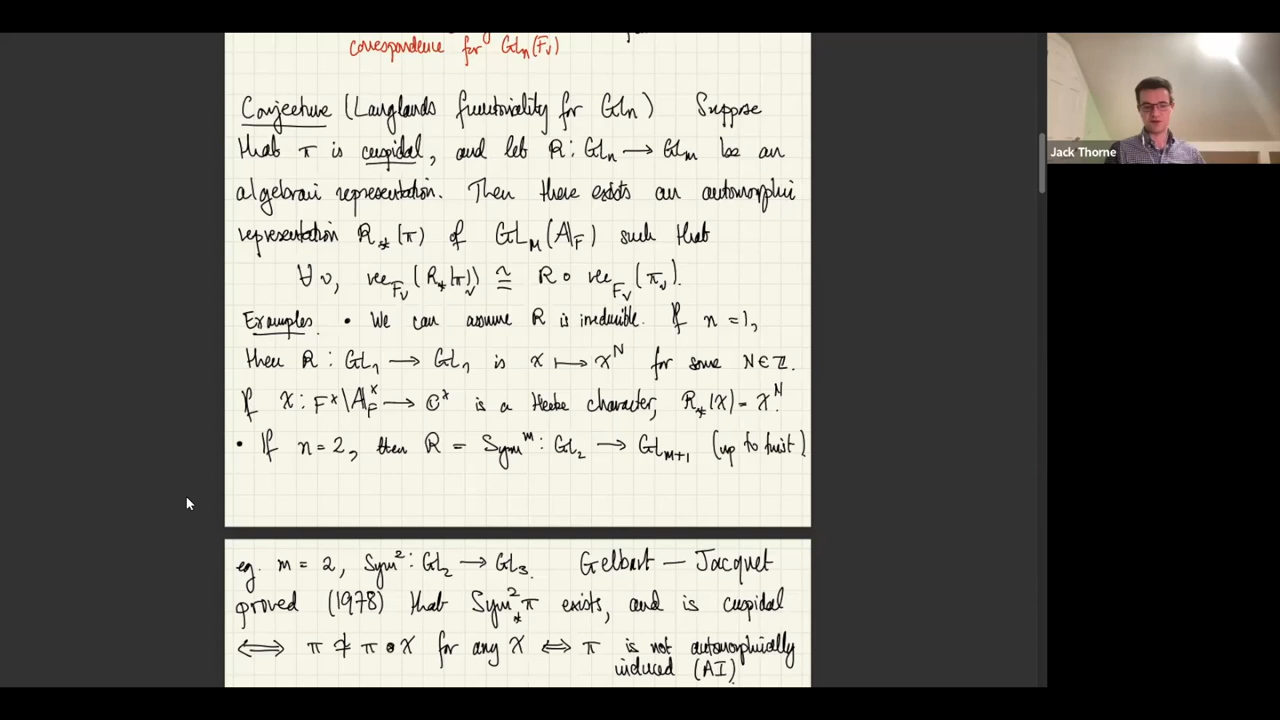 correspondence for GLn(Fv)
Conjecture (Langlands functoriality for GLn) Suppose
that π is cuspidal, and let R: GLn → GLm be an
algebraic representation. Then there exists an automorphic
representation R*(π) of GLM(AF) such that
∀ v, recFv(R*(π)v) ≅ R ∘ recFv(πv).
Examples. • We can assume R is irreducible. If n = 1,
then R: GL1 → GL1 is x ↦ x^N for some N ∈ ℤ.
If χ: F^x\AF^x → ℂ^x is a Hecke character, R*(χ) = χ^N.
• If n = 2, then R = Sym^m: GL2 → GLm+1 (up to twist)
eg. m = 2, Sym²: GL2 → GL3. Gelbart — Jacquet
proved (1978) that Sym²*π exists, and is cuspidal
⟺ π ≇ π ⊗ χ for any χ ⟺ π is not automorphically
induced (AI).
Jack Thorne